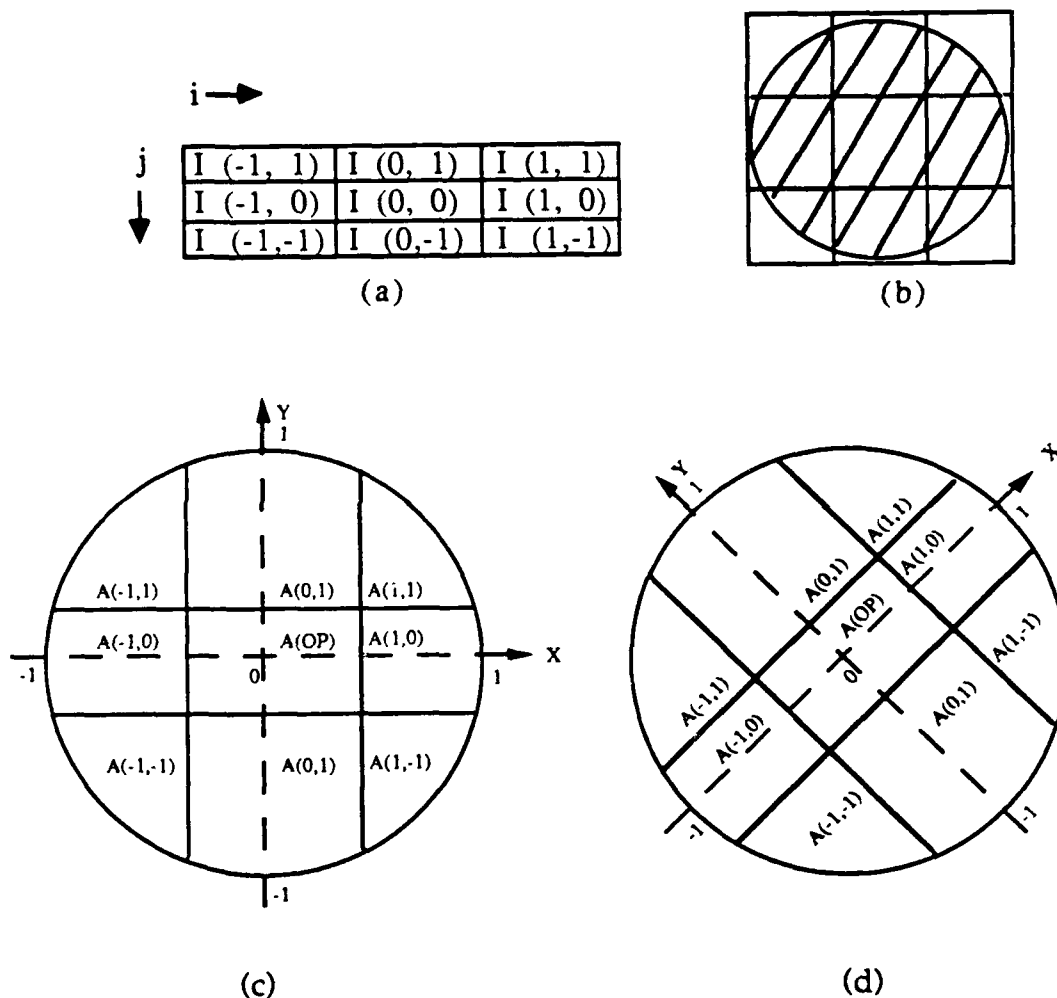 i
j
I (-1, 1) I (0, 1) I (1, 1)
I (-1, 0) I (0, 0) I (1, 0)
I (-1,-1) I (0,-1) I (1,-1)
(a)
(b)
Y
1
A(-1,1) A(0,1) A(1,1)
A(-1,0) A(OP) A(1,0)
-1 0 1 X
A(-1,-1) A(0,1) A(1,-1)
-1
(c)
Y
1
X
1
A(1,1)
A(1,0)
A(0,1)
A(OP)
0
A(1,-1)
A(-1,1)
A(-1,0)
A(0,1)
A(-1,-1)
-1
-1
(d)